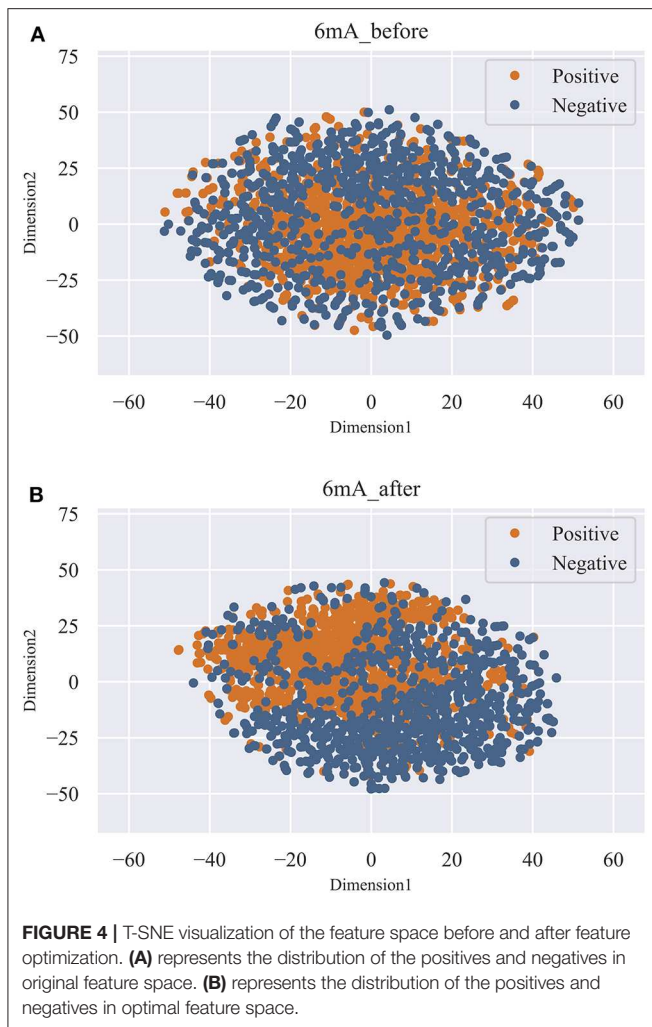 A
6mA_before
75
50
25
0
−25
−50
Dimension2
Positive
Negative
−60 −40 −20 0 20 40 60
Dimension1
B
6mA_after
75
50
25
0
−25
−50
Dimension2
Positive
Negative
−60 −40 −20 0 20 40 60
Dimension1
FIGURE 4 | T-SNE visualization of the feature space before and after feature
optimization. (A) represents the distribution of the positives and negatives in
original feature space. (B) represents the distribution of the positives and
negatives in optimal feature space.